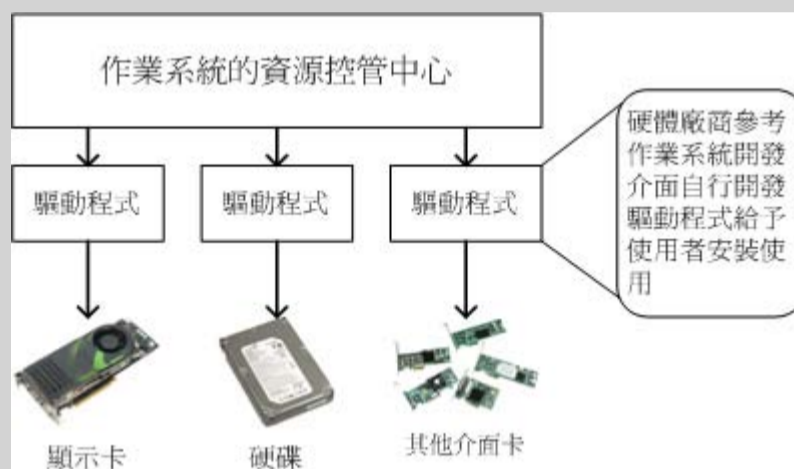 作業系統的資源控管中心
驅動程式
驅動程式
驅動程式
硬體廠商參考
作業系統開發
介面自行開發
驅動程式給予
使用者安裝使
用
顯示卡
硬碟
其他介面卡